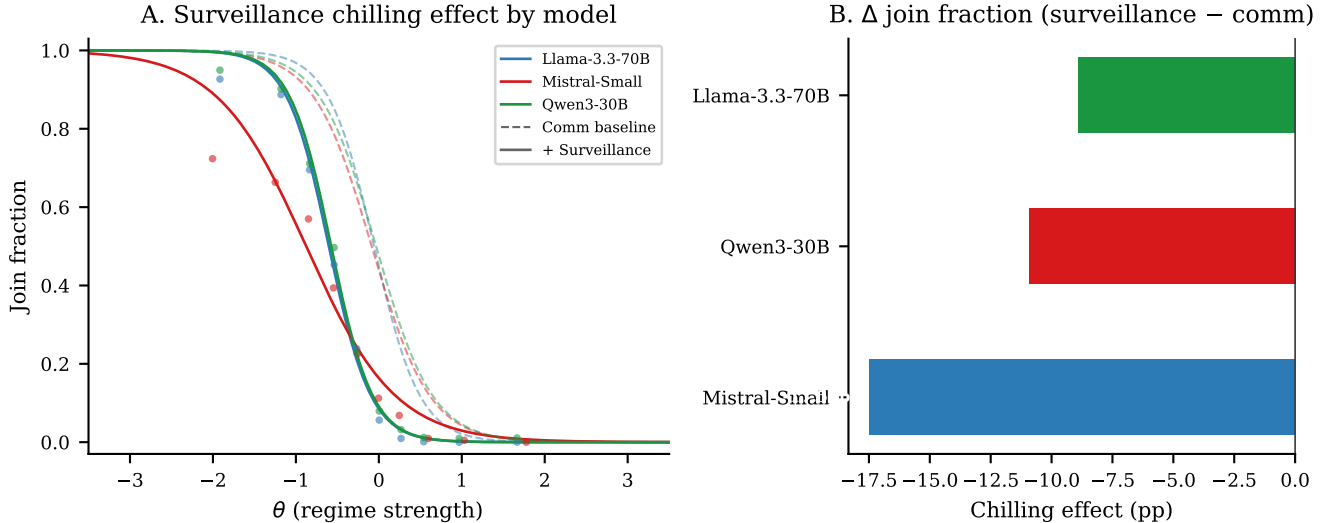 A. Surveillance chilling effect by model
Join fraction
1.0
0.8
0.6
0.4
0.2
0.0
−3
−2
−1
0
1
2
3
θ (regime strength)
Llama-3.3-70B
Mistral-Small
Qwen3-30B
Comm baseline
+ Surveillance
B. Δ join fraction (surveillance − comm)
Llama-3.3-70B
Qwen3-30B
Mistral-Small
−17.5
−15.0
−12.5
−10.0
−7.5
−5.0
−2.5
0.0
Chilling effect (pp)